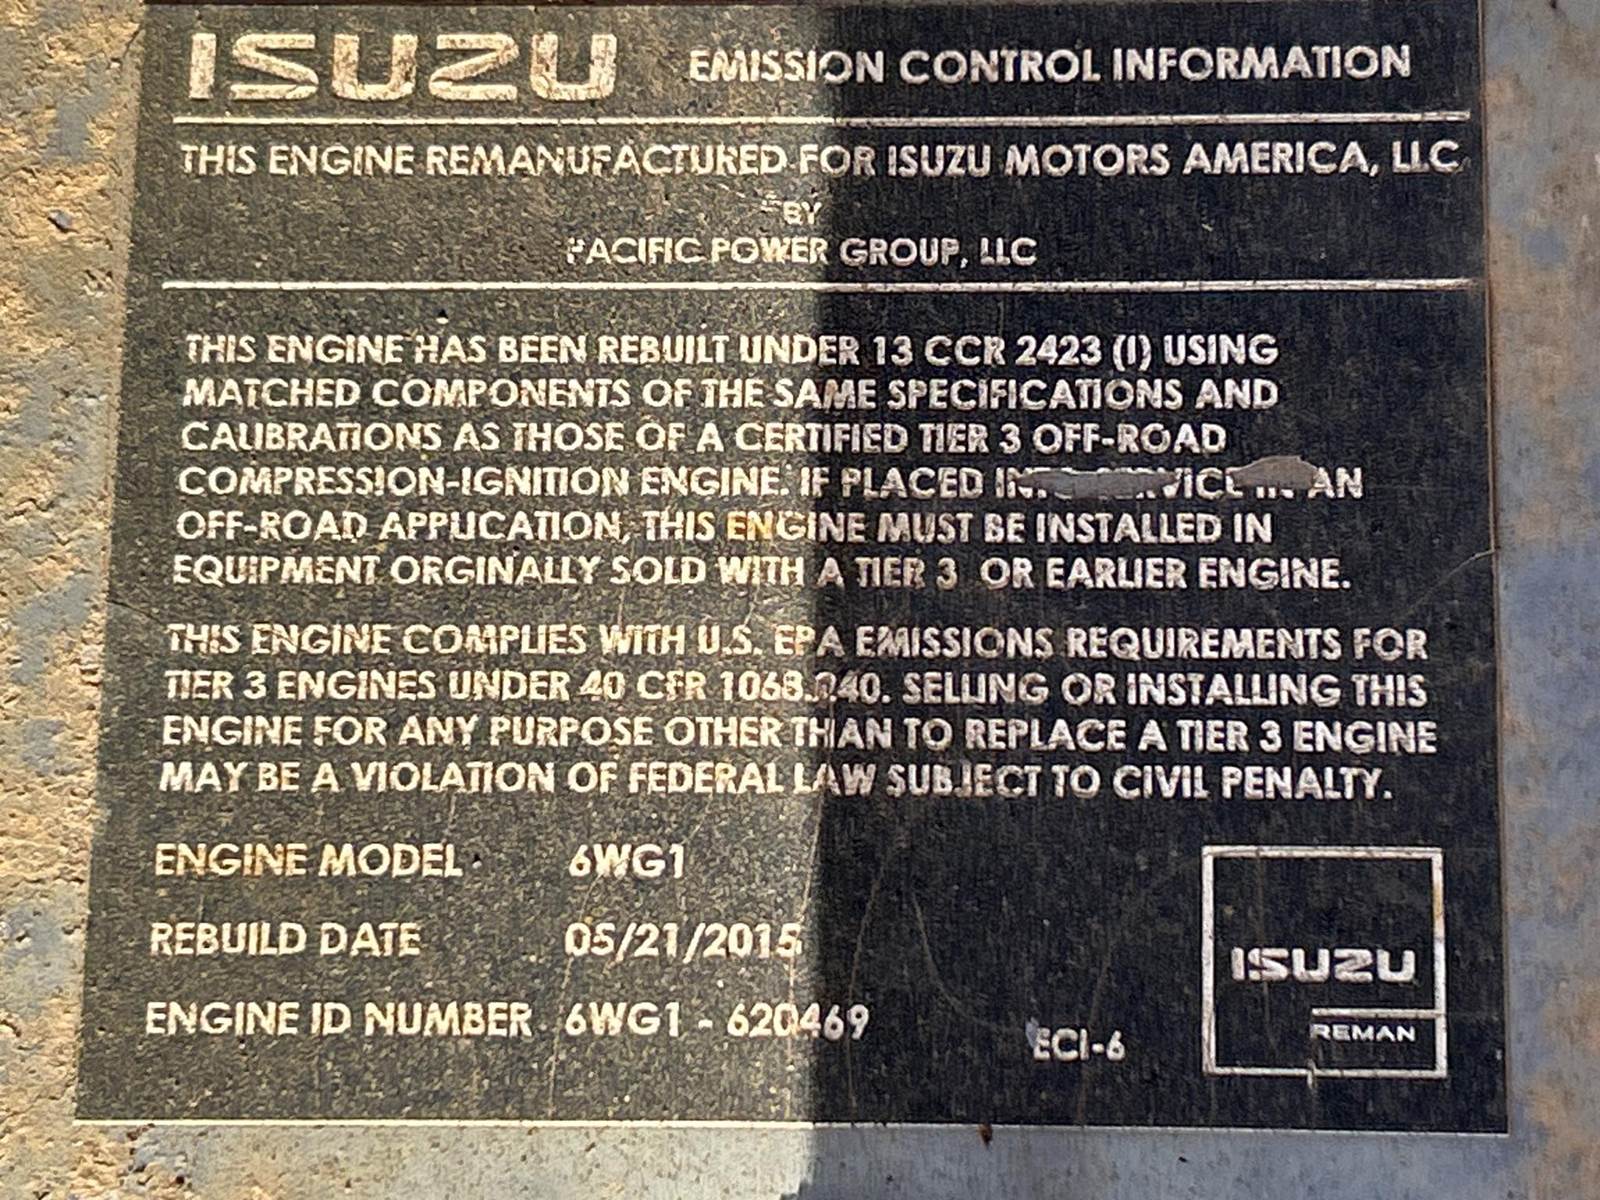 ISUZU EMISSION CONTROL INFORMATION
THIS ENGINE REMANUFACTURED FOR ISUZU MOTORS AMERICA, LLC
BY
PACIFIC POWER GROUP, LLC
THIS ENGINE HAS BEEN REBUILT UNDER 13 CCR 2423 (I) USING
MATCHED COMPONENTS OF THE SAME SPECIFICATIONS AND
CALIBRATIONS AS THOSE OF A CERTIFIED TIER 3 OFF-ROAD
COMPRESSION-IGNITION ENGINE. IF PLACED INTO SERVICE IN AN
OFF-ROAD APPLICATION, THIS ENGINE MUST BE INSTALLED IN
EQUIPMENT ORGINALLY SOLD WITH A TIER 3 OR EARLIER ENGINE.
THIS ENGINE COMPLIES WITH U.S. EPA EMISSIONS REQUIREMENTS FOR
TIER 3 ENGINES UNDER 40 CFR 1068.240. SELLING OR INSTALLING THIS
ENGINE FOR ANY PURPOSE OTHER THAN TO REPLACE A TIER 3 ENGINE
MAY BE A VIOLATION OF FEDERAL LAW SUBJECT TO CIVIL PENALTY.
ENGINE MODEL 6WG1
REBUILD DATE 05/21/2015
ENGINE ID NUMBER 6WG1 - 620469
ECI-6
ISUZU
REMAN